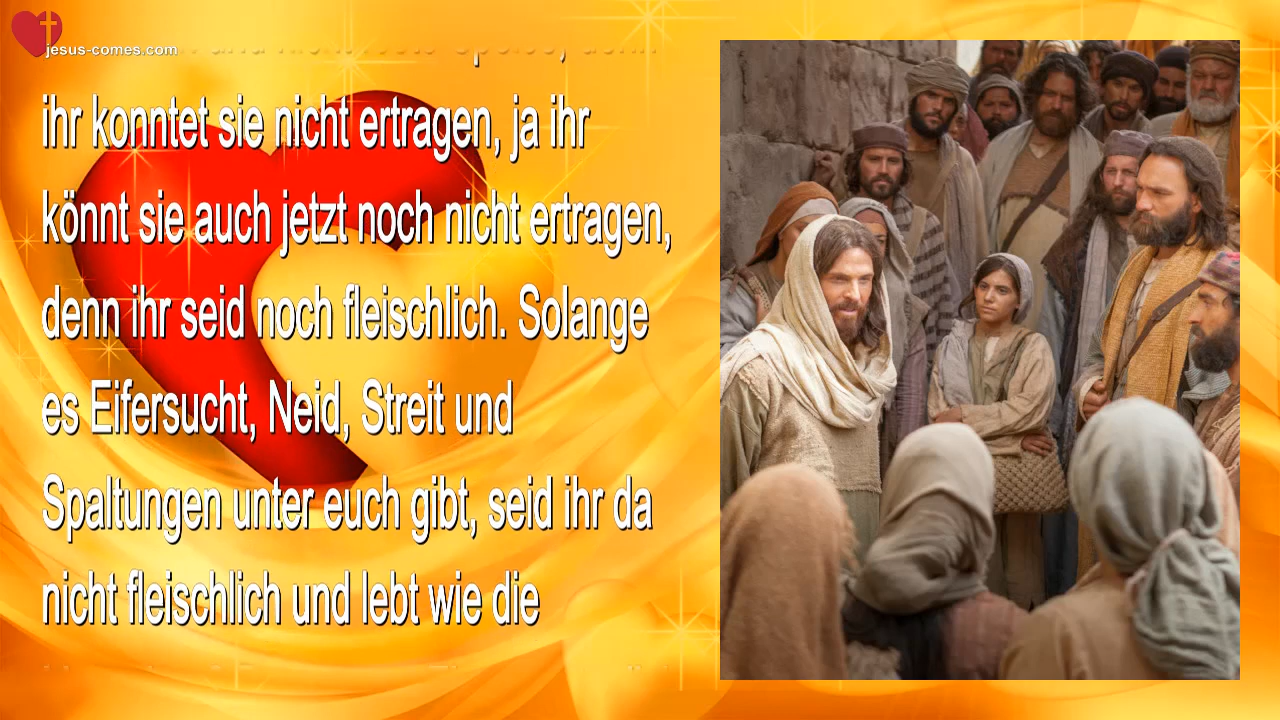 jesus-comes.com
ihr konntet sie nicht ertragen, ja ihr
könnt sie auch jetzt noch nicht ertragen,
denn ihr seid noch fleischlich. Solange
es Eifersucht, Neid, Streit und
Spaltungen unter euch gibt, seid ihr da
nicht fleischlich und lebt wie die